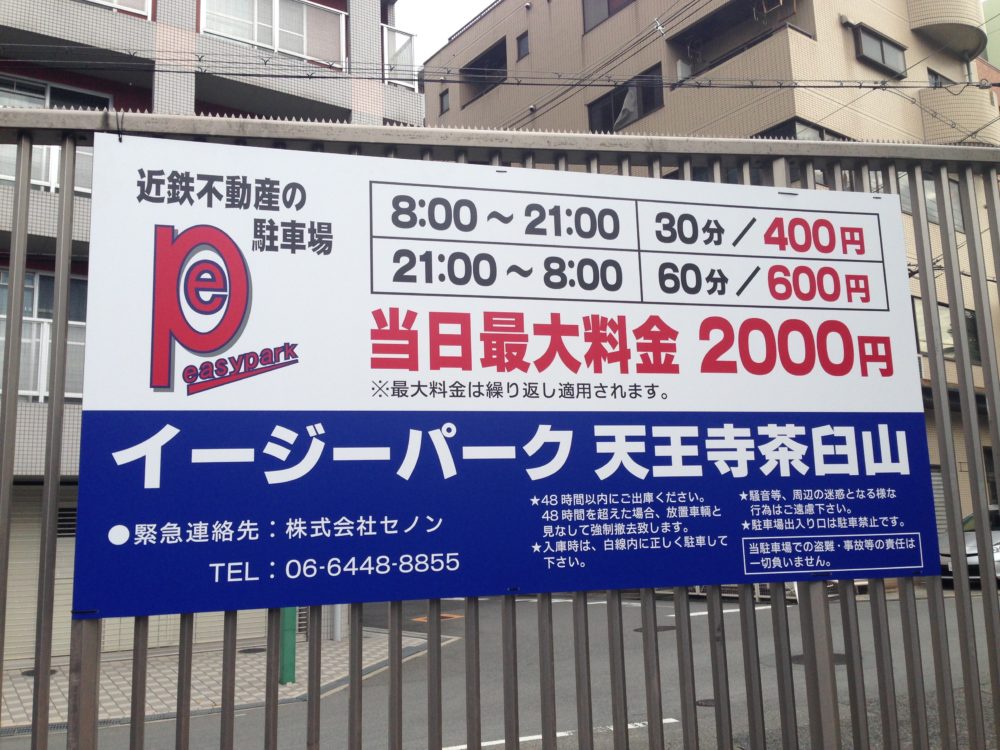 近鉄不動産の
駐車場
pe
easypark
8:00～21:00 30分／400円
21:00～8:00 60分／600円
当日最大料金 2000円
※最大料金は繰り返し適用されます。
イージーパーク 天王寺茶臼山
●緊急連絡先：株式会社セノン
TEL：06-6448-8855
★48時間以内にご出庫ください。
48時間を超えた場合、放置車輌と
見なして強制撤去致します。
★入庫時は、白線内に正しく駐車して
下さい。
★騒音等、周辺の迷惑となる様な
行為はご遠慮下さい。
★駐車場出入り口は駐車禁止です。
当駐車場での盗難・事故等の責任は
一切負いません。